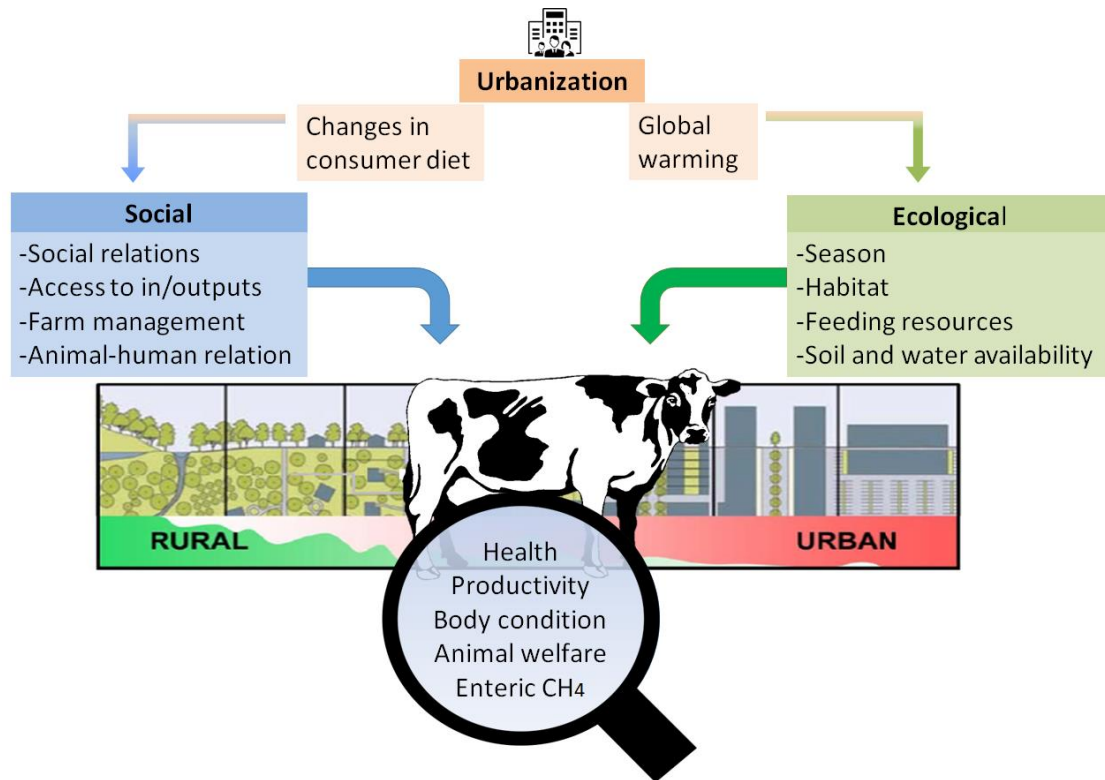 Urbanization
Changes in
consumer diet
Global
warming
Social
-Social relations
-Access to in/outputs
-Farm management
-Animal-human relation
Ecological
-Season
-Habitat
-Feeding resources
-Soil and water availability
RURAL
URBAN
Health
Productivity
Body condition
Animal welfare
Enteric CH4